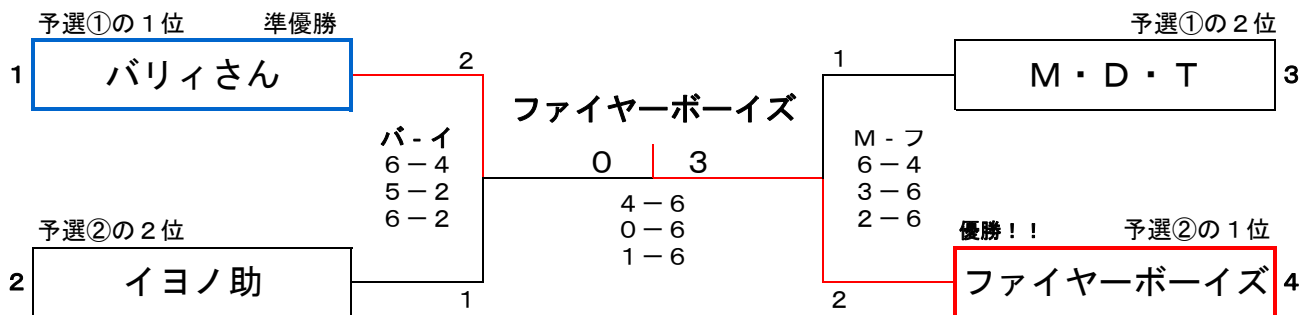 予選①の１位 準優勝
1 バリィさん
2
バ - イ
６－４
５－２
６－２
予選②の２位
2 イヨノ助
1
ファイヤーボーイズ
０ ３
４－６
０－６
１－６
予選①の２位
Ｍ・Ｄ・Ｔ 3
1
Ｍ - フ
６－４
３－６
２－６
優勝！！ 予選②の１位
ファイヤーボーイズ 4
2